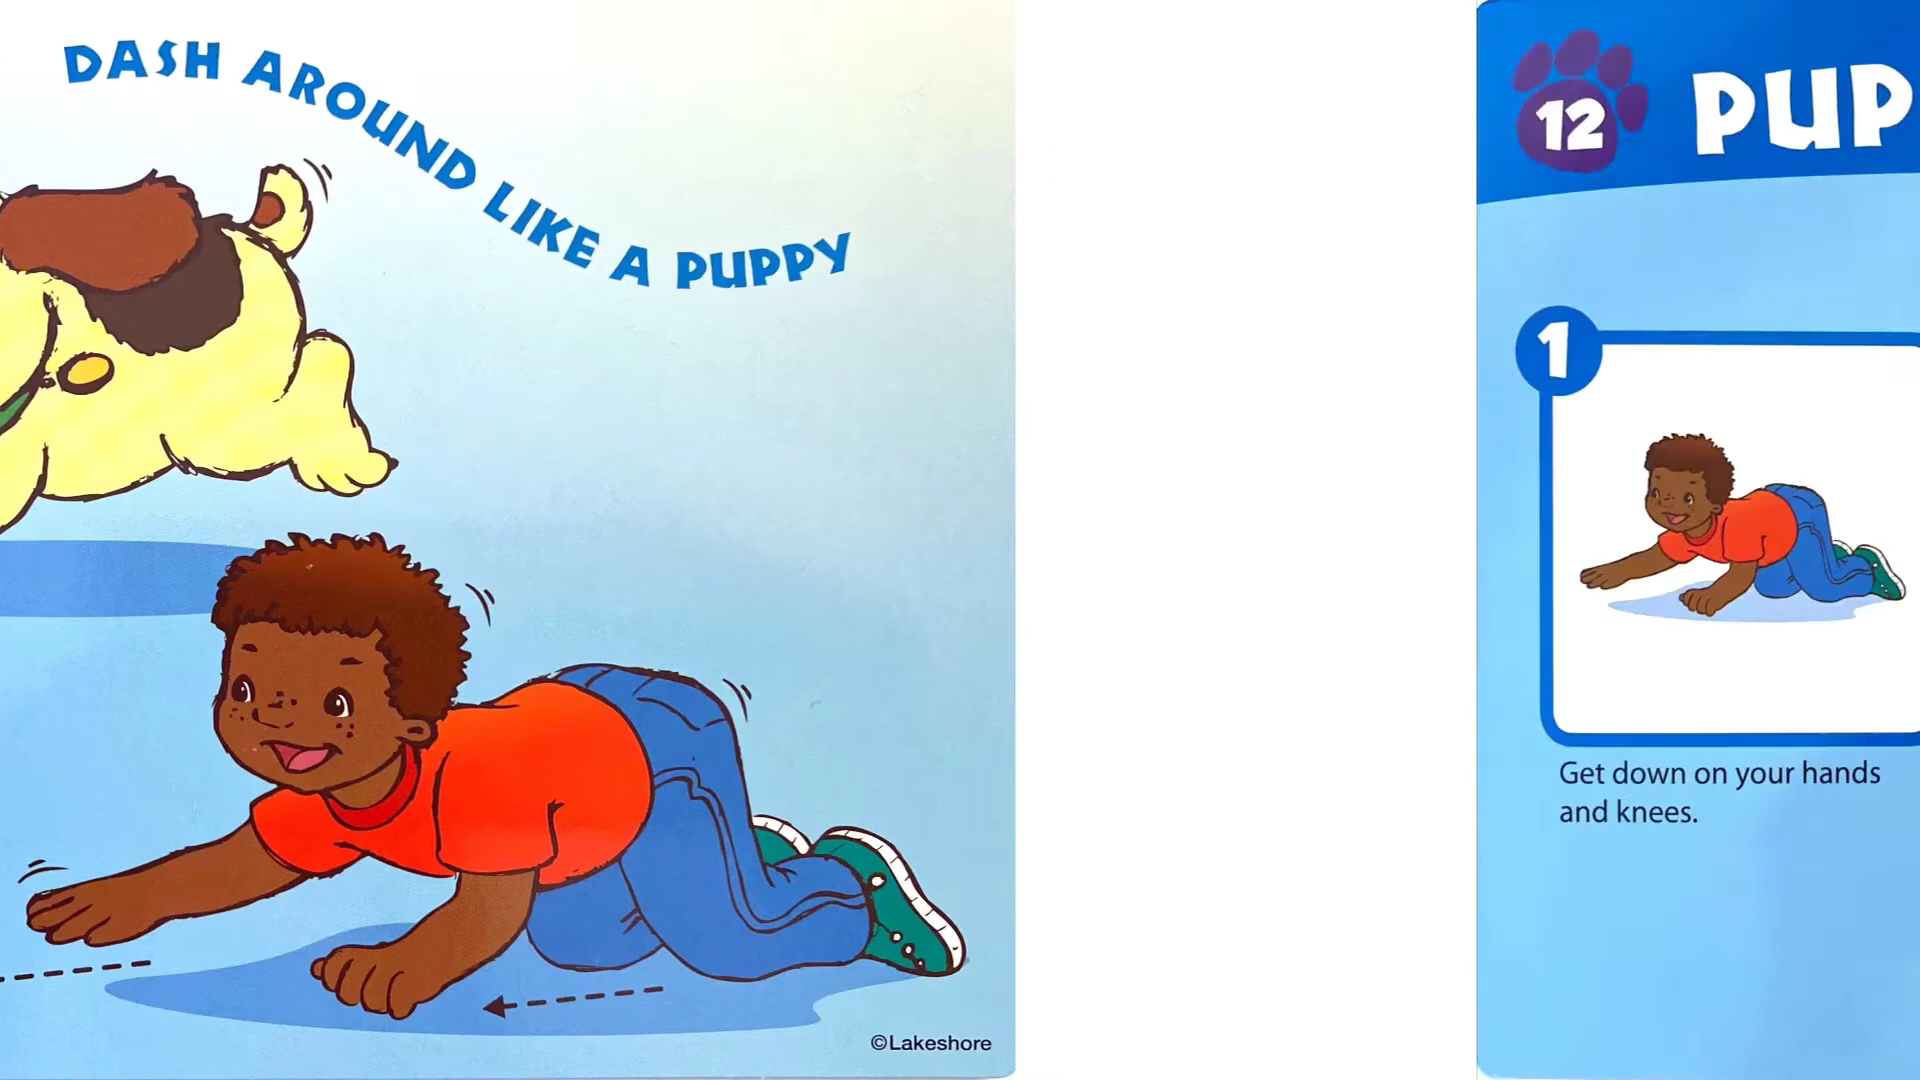 DASH AROUND LIKE A PUPPY
©Lakeshore
12
PUP
1
Get down on your hands
and knees.